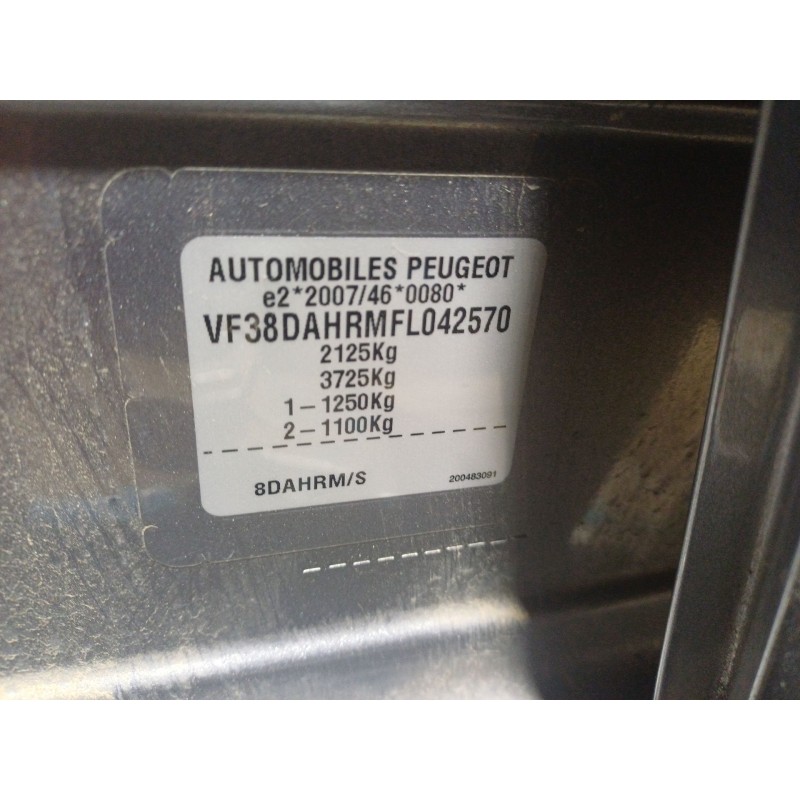 AUTOMOBILES PEUGEOT
e2*2007/46*0080*
VF38DAHRMFL042570
2125Kg
3725Kg
1-1250Kg
2-1100Kg
8DAHRM/S
200483091